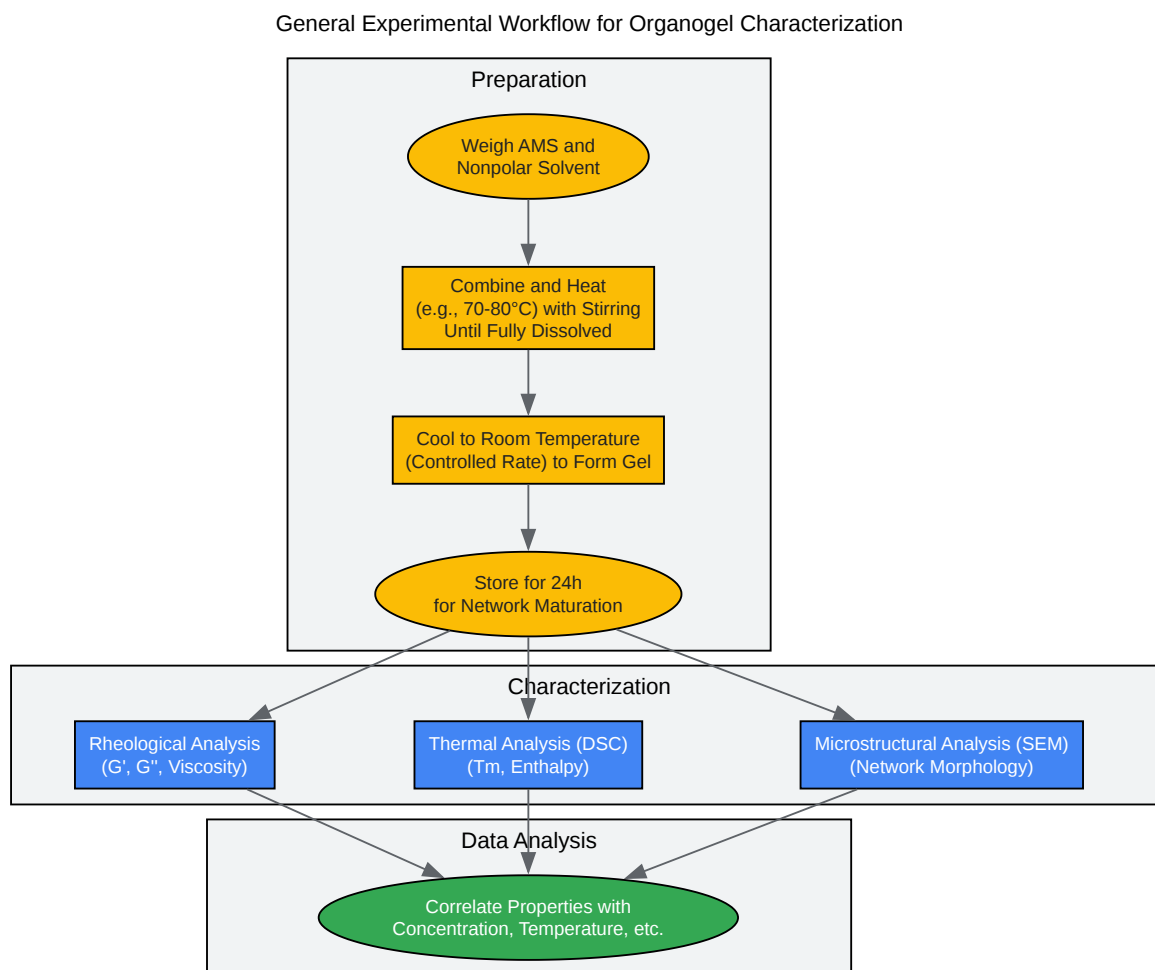 General Experimental Workflow for Organogel Characterization
Preparation
Weigh AMS and
Nonpolar Solvent
Combine and Heat
(e.g., 70-80°C) with Stirring
Until Fully Dissolved
Cool to Room Temperature
(Controlled Rate) to Form Gel
Store for 24h
for Network Maturation
Characterization
Rheological Analysis
(G', G'', Viscosity)
Thermal Analysis (DSC)
(Tm, Enthalpy)
Microstructural Analysis (SEM)
(Network Morphology)
Data Analysis
Correlate Properties with
Concentration, Temperature, etc.